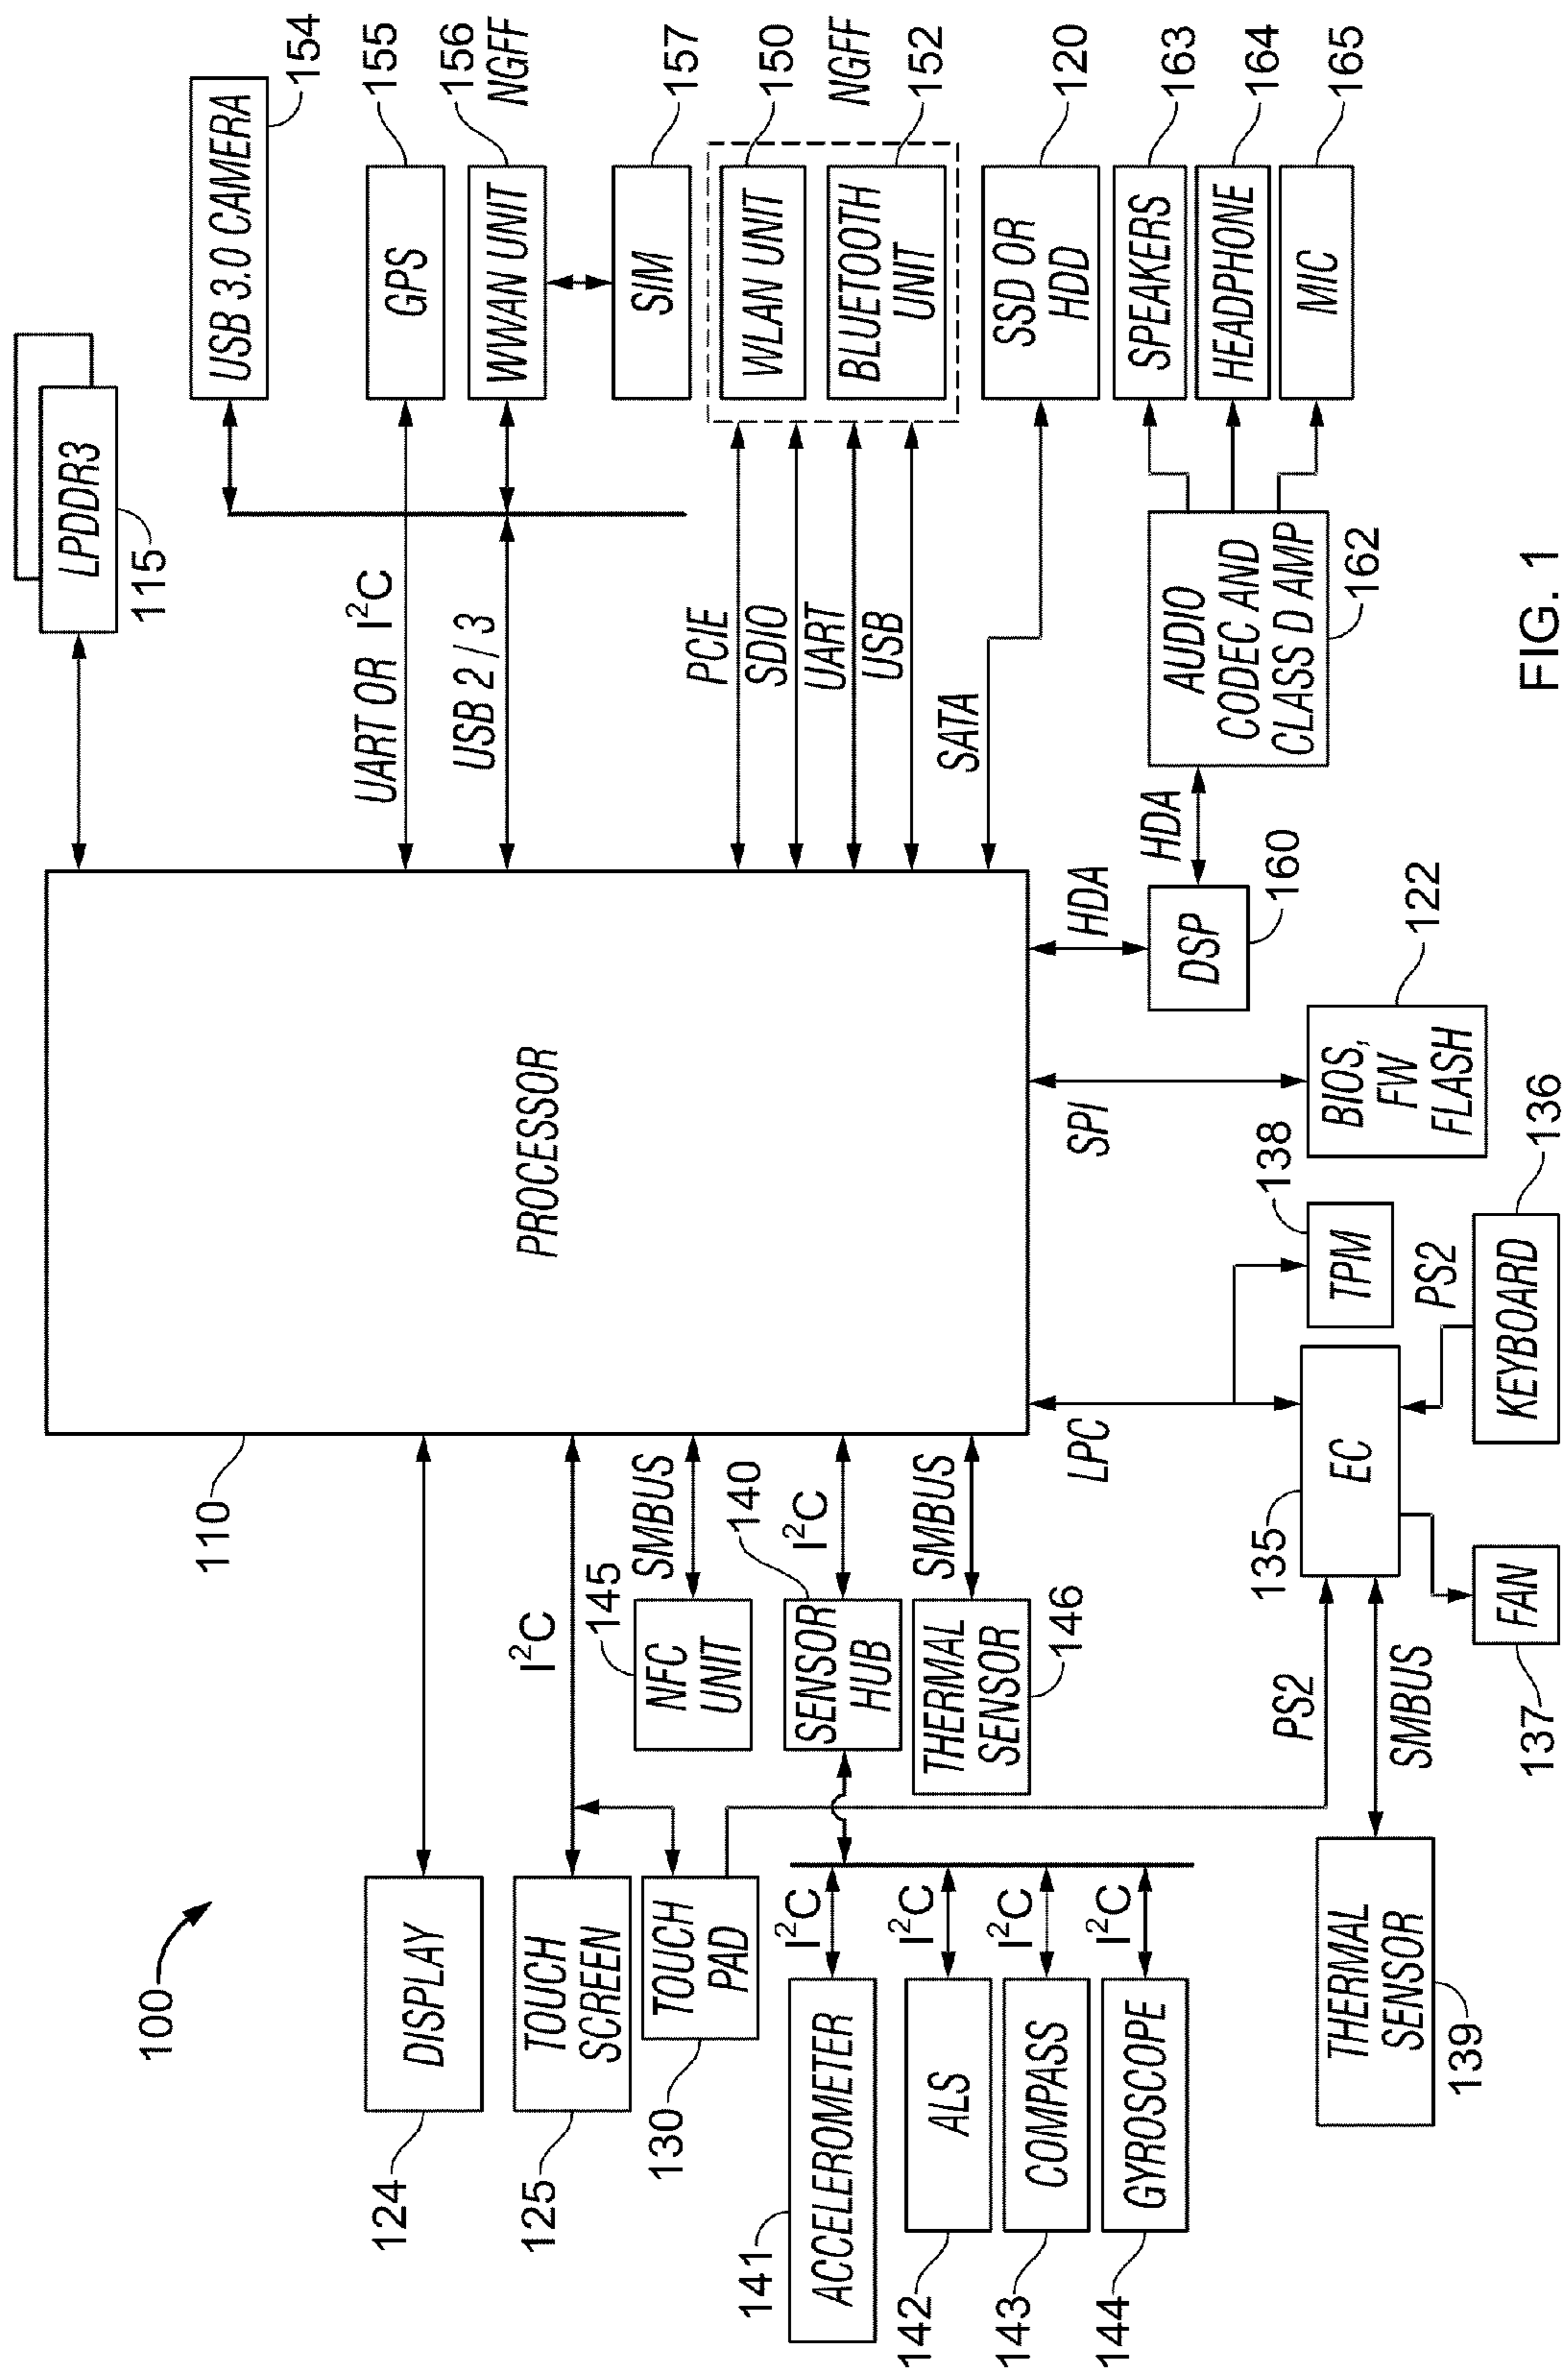 100
110
LPDDR3
115
DISPLAY
124
UART OR I²C
USB 3.0 CAMERA
154
GPS
155
I²C
TOUCH
SCREEN
125
USB 2 / 3
WWAN UNIT
156
NGFF
PROCESSOR
SIM
157
TOUCH
PAD
130
145
NFC
UNIT
SMBUS
PCIE
SDIO
UART
USB
WLAN UNIT
150
BLUETOOTH
UNIT
NGFF
152
140
SENSOR
HUB
I²C
141
ACCELEROMETER
I²C
142
ALS
I²C
143
COMPASS
I²C
144
GYROSCOPE
I²C
THERMAL
SENSOR
146
SMBUS
SATA
SSD OR
HDD
120
LPC
SPI
HDA
DSP
160
HDA
AUDIO
CODEC AND
CLASS D AMP
162
SPEAKERS
163
HEADPHONE
164
MIC
165
PS2
135
EC
138
TPM
BIOS,
FW
FLASH
122
THERMAL
SENSOR
139
SMBUS
PS2
137
FAN
KEYBOARD
136
FIG. 1